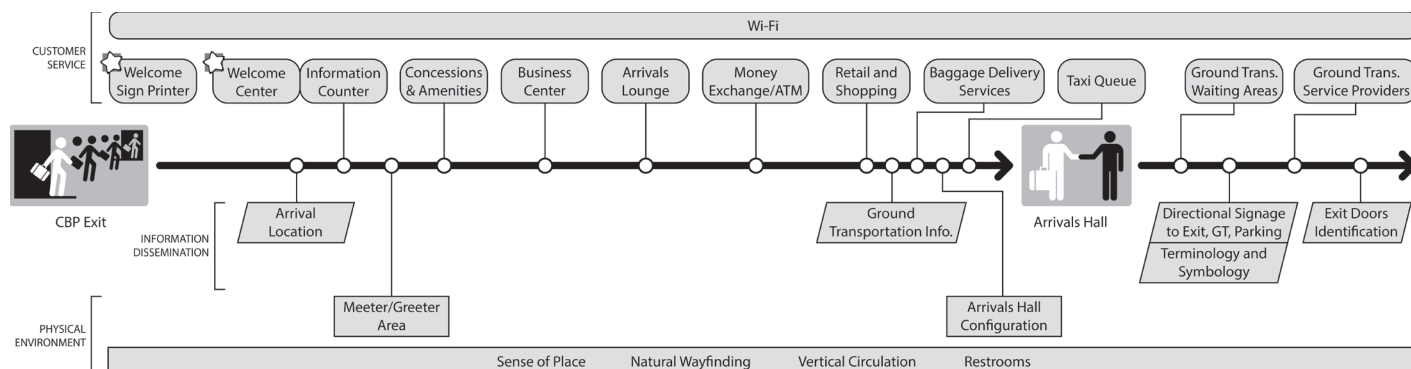 Wi-Fi
CUSTOMER
SERVICE
Welcome
Sign Printer
Welcome
Center
Information
Counter
Concessions
& Amenities
Business
Center
Arrivals
Lounge
Money
Exchange/ATM
Retail and
Shopping
Baggage Delivery
Services
Taxi Queue
Ground Trans.
Waiting Areas
Ground Trans.
Service Providers
CBP Exit
Arrivals Hall
INFORMATION
DISSEMINATION
Arrival
Location
Ground
Transportation Info.
Directional Signage
to Exit, GT, Parking
Terminology and
Symbology
Exit Doors
Identification
PHYSICAL
ENVIRONMENT
Meeter/Greeter
Area
Arrivals Hall
Configuration
Sense of Place Natural Wayfinding Vertical Circulation Restrooms